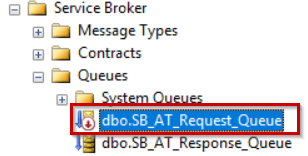 Service Broker
Message Types
Contracts
Queues
System Queues
dbo.SB_AT_Request_Queue
dbo.SB_AT_Response_Queue